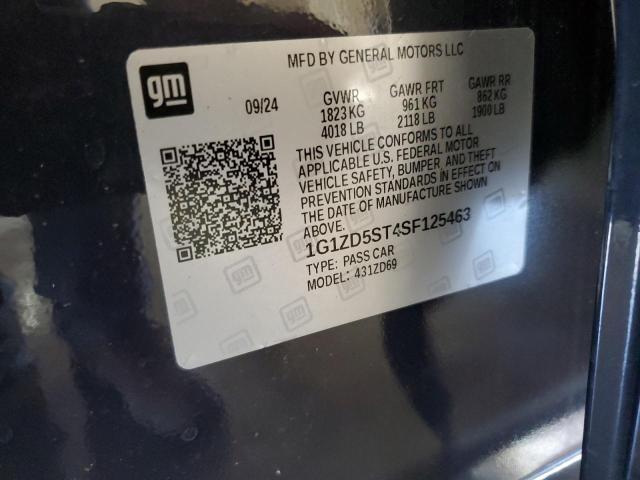 MFD BY GENERAL MOTORS LLC
gm
09/24
GVWR GAWR FRT GAWR RR
1823 KG 961 KG 862 KG
4018 LB 2118 LB 1900 LB
THIS VEHICLE CONFORMS TO ALL
APPLICABLE U.S. FEDERAL MOTOR
VEHICLE SAFETY, BUMPER, AND THEFT
PREVENTION STANDARDS IN EFFECT ON
THE DATE OF MANUFACTURE SHOWN
ABOVE.
1G1ZD5ST4SF125463
TYPE: PASS CAR
MODEL: 431ZD69